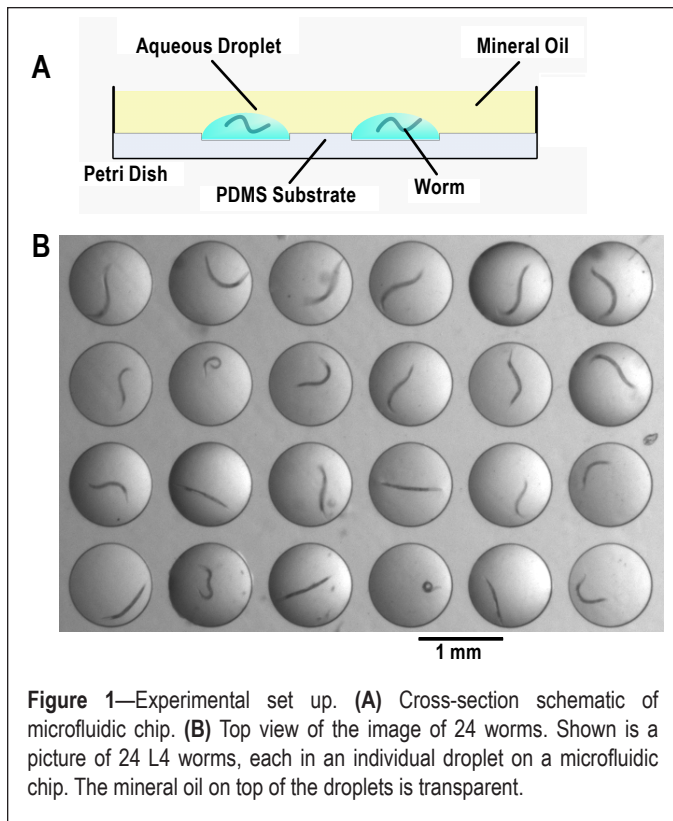 A
Aqueous Droplet
Mineral Oil
Petri Dish
PDMS Substrate
Worm
B
1 mm
Figure 1—Experimental set up. (A) Cross-section schematic of
microfluidic chip. (B) Top view of the image of 24 worms. Shown is a
picture of 24 L4 worms, each in an individual droplet on a microfluidic
chip. The mineral oil on top of the droplets is transparent.